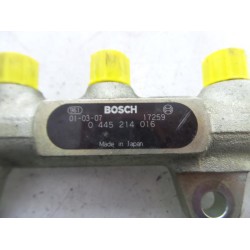 BOSCH
01-03-07 17259
0 445 214 016
Made in Japan